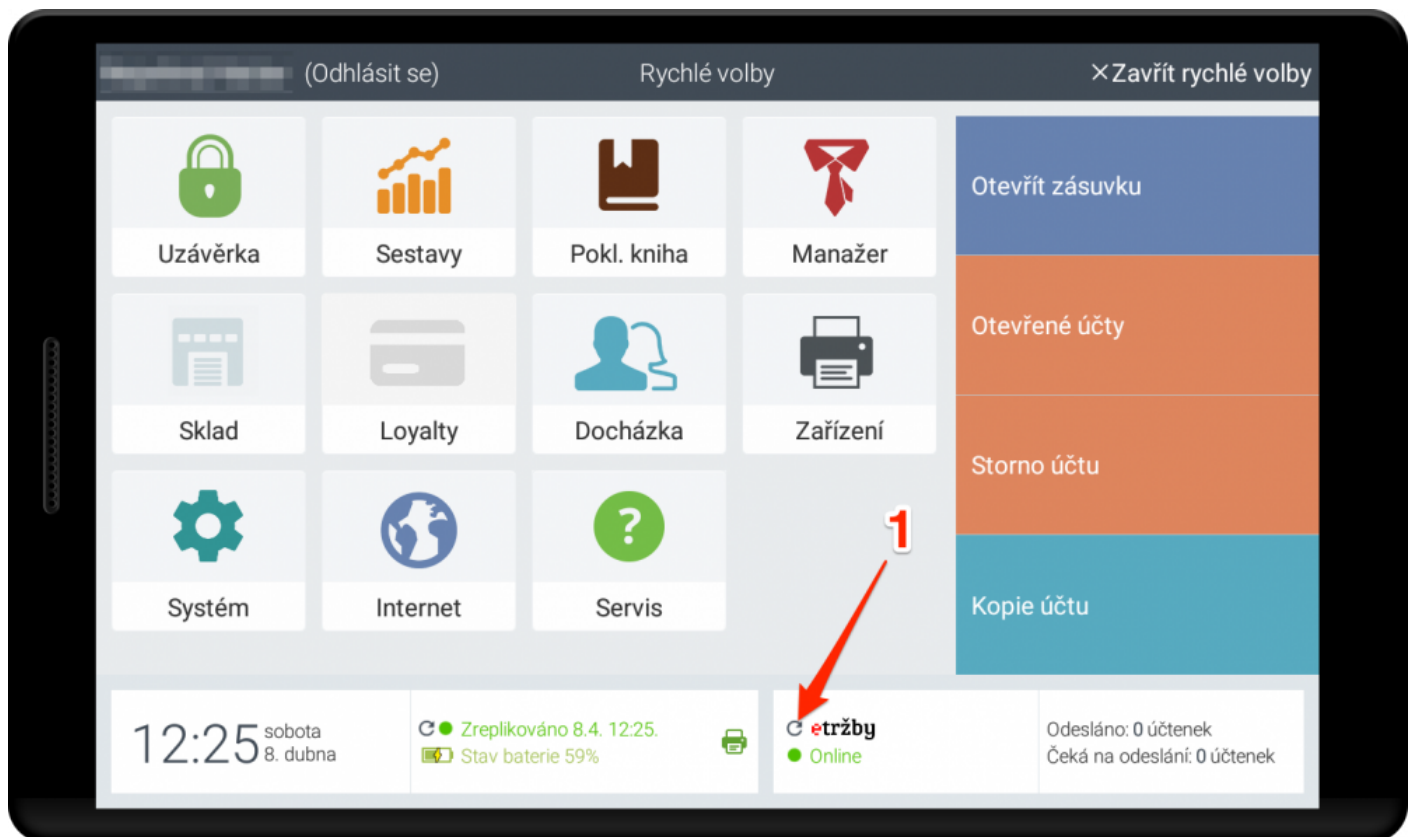 (Odhlásit se) Rychlé volby ×Zavřít rychlé volby
Uzávěrka Sestavy Pokl. kniha Manažer
Otevřít zásuvku
Otevřené účty
Sklad Loyalty Docházka Zařízení
Storno účtu
1
Systém Internet Servis
Kopie účtu
12:25 sobota
8. dubna
Zreplikováno 8.4. 12:25.
Stav baterie 59%
etržby
Online
Odesláno: 0 účtenek
Čeká na odeslání: 0 účtenek